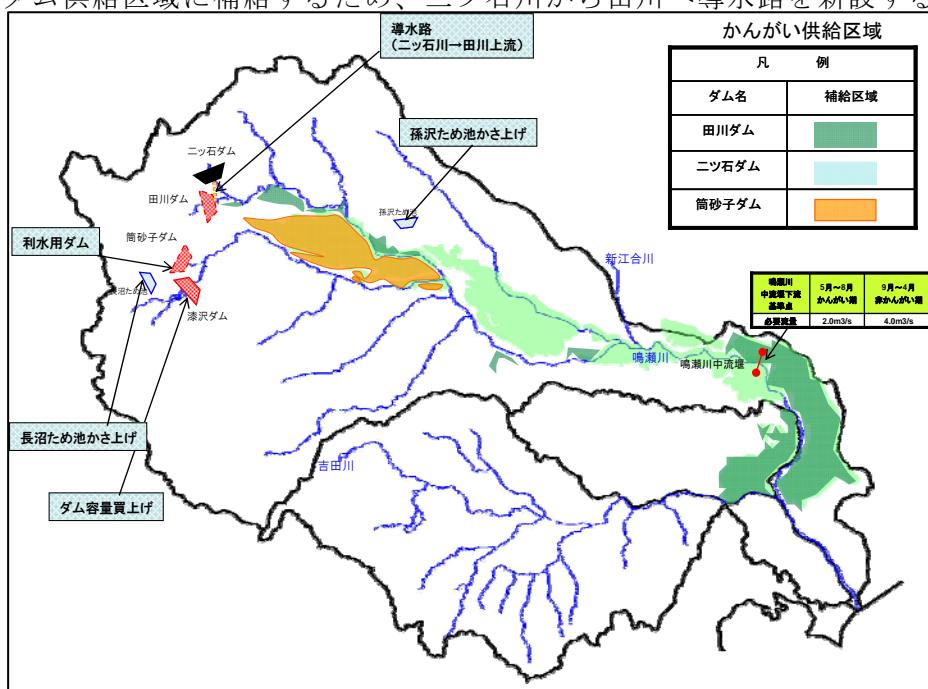 ダム供給区域に補給するため、二ツ石川から田川へ導水路を新設する
かんがい供給区域
凡 例
ダム名 補給区域
田川ダム
二ツ石ダム
筒砂子ダム
導水路
(二ッ石川→田川上流)
孫沢ため池かさ上げ
二ッ石ダム
田川ダム
孫沢ため池
利水用ダム
筒砂子ダム
長沼ため池
漆沢ダム
新江合川
鳴瀬川
中流堰下流
基準点
5月~8月
かんがい期
9月~4月
非かんがい期
必要流量 2.0m3/s 4.0m3/s
鳴瀬川
鳴瀬川中流堰
長沼ため池かさ上げ
吉田川
ダム容量買上げ